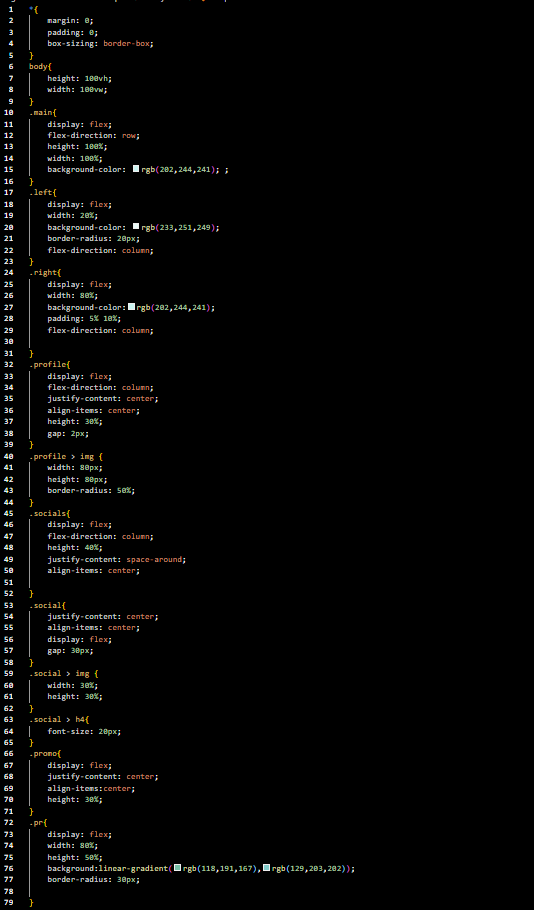 1 *{
2 margin: 0;
3 padding: 0;
4 box-sizing: border-box;
5 }
6 body{
7 height: 100vh;
8 width: 100vw;
9 }
10 .main{
11 display: flex;
12 flex-direction: row;
13 height: 100%;
14 width: 100%;
15 background-color: rgb(202,244,241); ;
16 }
17 .left{
18 display: flex;
19 width: 20%;
20 background-color: rgb(233,251,249);
21 border-radius: 20px;
22 flex-direction: column;
23 }
24 .right{
25 display: flex;
26 width: 80%;
27 background-color:rgb(202,244,241);
28 padding: 5% 10%;
29 flex-direction: column;
30
31 }
32 .profile{
33 display: flex;
34 flex-direction: column;
35 justify-content: center;
36 align-items: center;
37 height: 30%;
38 gap: 2px;
39 }
40 .profile > img {
41 width: 80px;
42 height: 80px;
43 border-radius: 50%;
44 }
45 .socials{
46 display: flex;
47 flex-direction: column;
48 height: 40%;
49 justify-content: space-around;
50 align-items: center;
51
52 }
53 .social{
54 justify-content: center;
55 align-items: center;
56 display: flex;
57 gap: 30px;
58 }
59 .social > img {
60 width: 30%;
61 height: 30%;
62 }
63 .social > h4{
64 font-size: 20px;
65 }
66 .promo{
67 display: flex;
68 justify-content: center;
69 align-items:center;
70 height: 30%;
71 }
72 .pr{
73 display: flex;
74 width: 80%;
75 height: 50%;
76 background:linear-gradient(rgb(118,191,167),rgb(129,203,202));
77 border-radius: 30px;
78
79 }